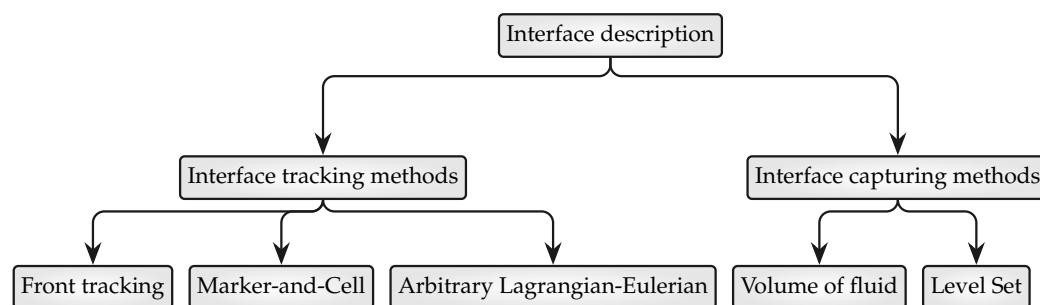 Interface description
Interface tracking methods
Interface capturing methods
Front tracking
Marker-and-Cell
Arbitrary Lagrangian-Eulerian
Volume of fluid
Level Set